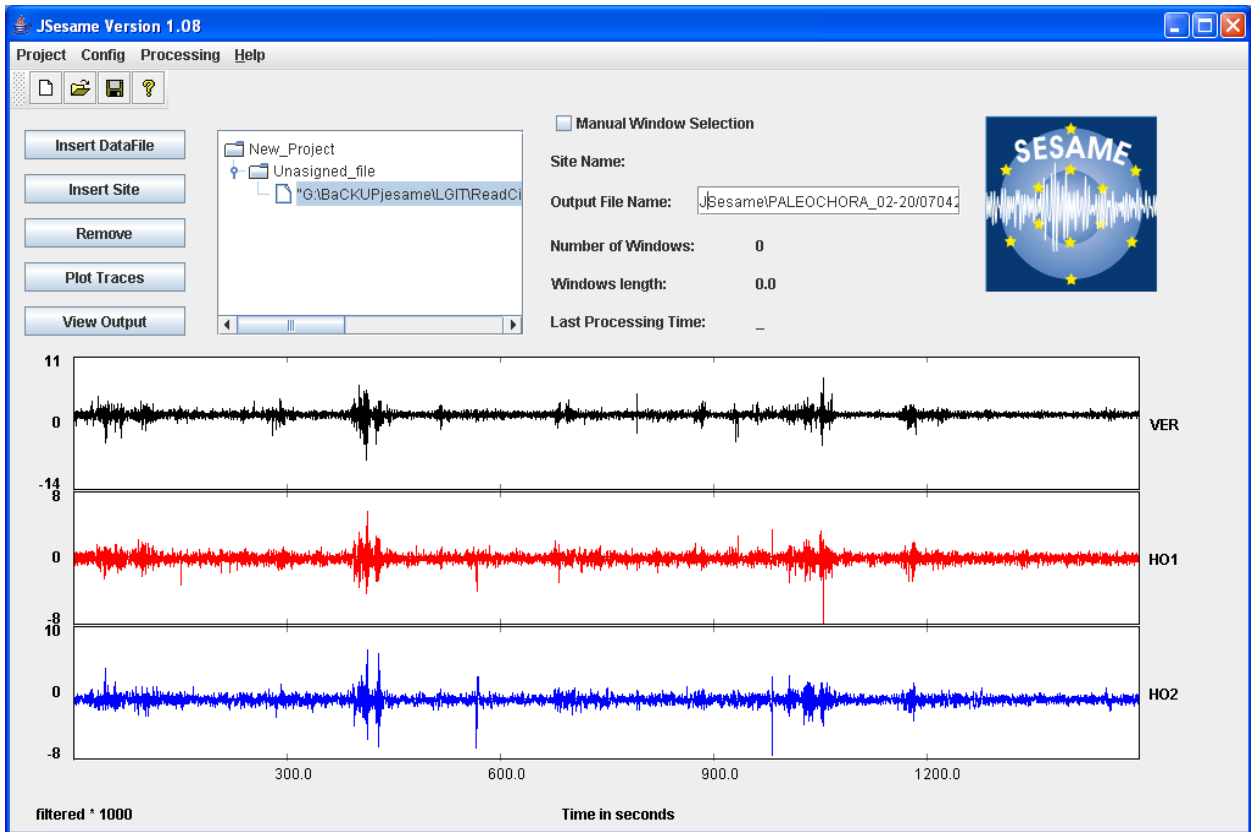 JSesame Version 1.08
Project Config Processing Help
Insert DataFile
Insert Site
Remove
Plot Traces
View Output
New_Project
Unasigned_file
"G:\BaCKUPjesame\LGIT\ReadCi
Manual Window Selection
Site Name:
Output File Name: JSesame\PALEOCHORA_02-20/07042
Number of Windows: 0
Windows length: 0.0
Last Processing Time: _
SESAME
11
0
-14
VER
8
0
-8
HO1
10
0
-8
HO2
300.0 600.0 900.0 1200.0
filtered * 1000 Time in seconds